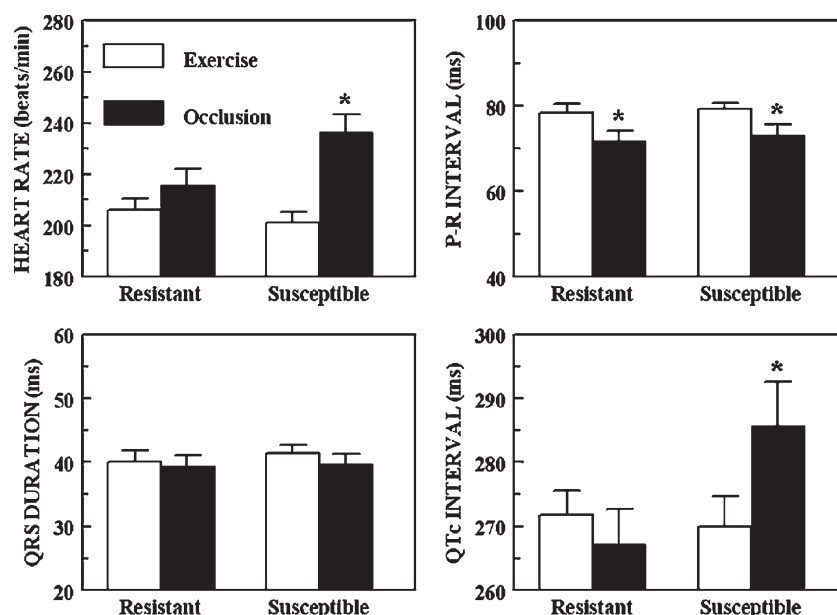 HEART RATE (beats/min)
280
260
240
220
200
180
Exercise
Occlusion
*
Resistant
Susceptible
P-R INTERVAL (ms)
100
80
60
40
*
*
Resistant
Susceptible
QRS DURATION (ms)
60
50
40
30
20
Resistant
Susceptible
QTc INTERVAL (ms)
300
290
280
270
260
*
Resistant
Susceptible